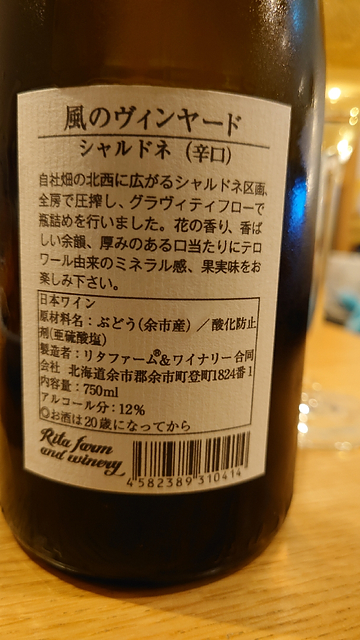 風のヴィンヤード
シャルドネ (辛口)
自社畑の北西に広がるシャルドネ区画、
全房で圧搾し、グラヴィティフローで
瓶詰めを行いました。花の香り、香ば
しい余韻、厚みのある口当たりにテロ
ワール由来のミネラル感、果実味をお
楽しみ下さい。
日本ワイン
原材料名：ぶどう(余市産) ／酸化防止
剤(亜硫酸塩)
製造者：リタファーム®&ワイナリー合同
会社 北海道余市郡余市町登町1824番1
内容量：750ml
アルコール分：12%
◎お酒は20歳になってから
Rita farm
and winery
4582389310414